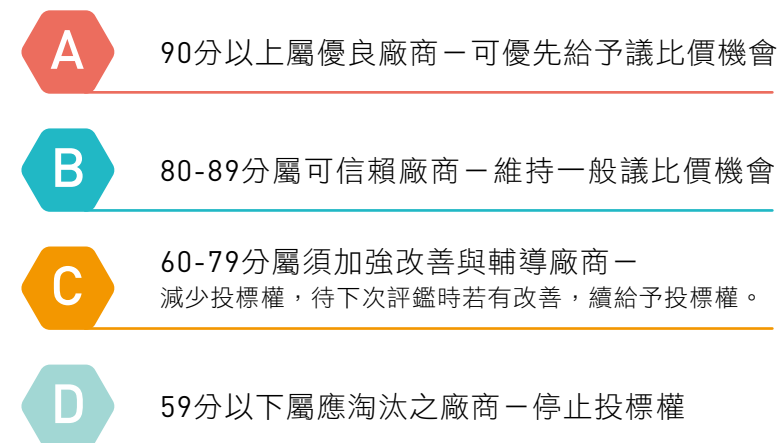 A
90分以上屬優良廠商－可優先給予議比價機會
B
80-89分屬可信賴廠商－維持一般議比價機會
C
60-79分屬須加強改善與輔導廠商－
減少投標權，待下次評鑑時若有改善，續給予投標權。
D
59分以下屬應淘汰之廠商－停止投標權